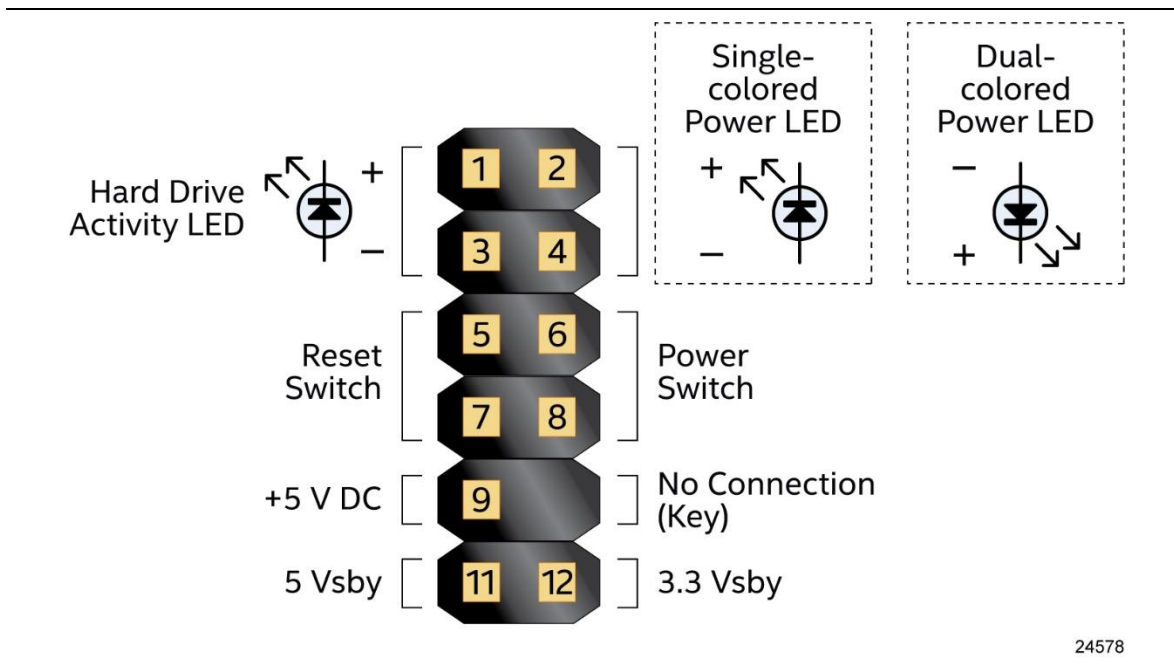 Single-
colored
Power LED
Dual-
colored
Power LED
Hard Drive
Activity LED
+
−
1 2
3 4
+
−
−
+
Reset
Switch
5 6
7 8
Power
Switch
+5 V DC
9
No Connection
(Key)
5 Vsby
11 12
3.3 Vsby
24578